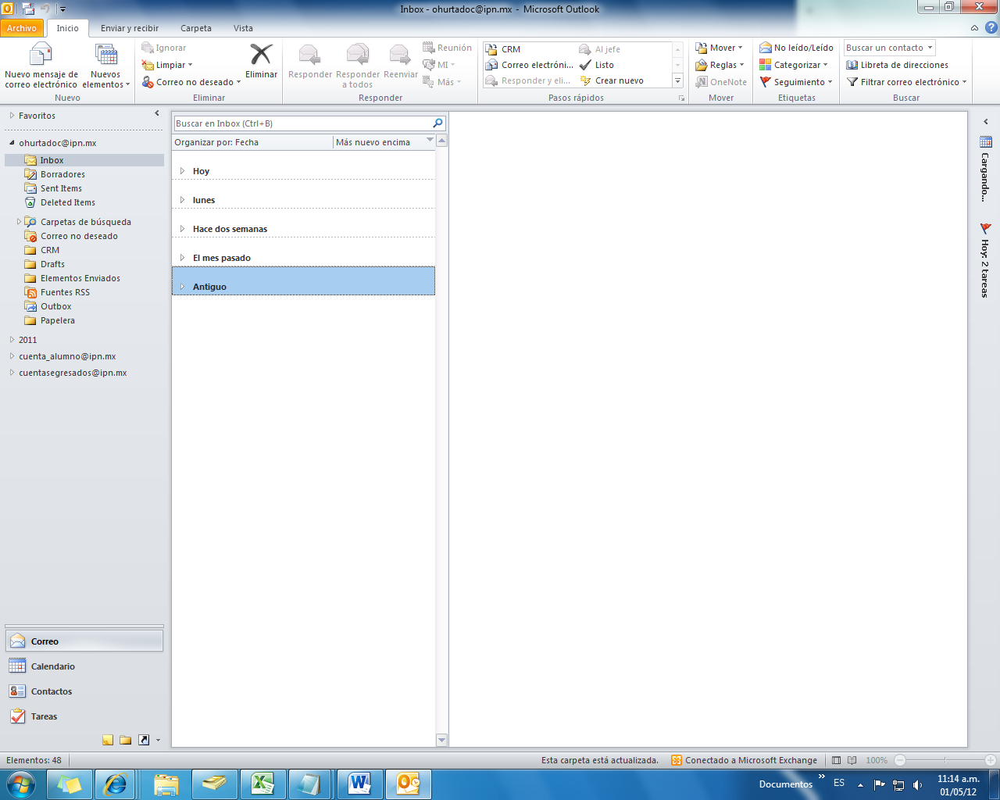 Inbox - ohurtadoc@ipn.mx - Microsoft Outlook
Archivo Inicio Enviar y recibir Carpeta Vista
Nuevo mensaje de correo electrónico
Nuevos elementos
Nuevo
Ignorar
Limpiar
Correo no deseado
Eliminar
Eliminar
Responder
Responder a todos
Reenviar
Reunión
MI
Más
Responder
CRM
Correo electróni...
Responder y eli...
Al jefe
Listo
Crear nuevo
Pasos rápidos
Mover
Reglas
OneNote
Mover
No leído/Leído
Categorizar
Seguimiento
Etiquetas
Buscar un contacto
Libreta de direcciones
Filtrar correo electrónico
Buscar
Favoritos
ohurtadoc@ipn.mx
Inbox
Borradores
Sent Items
Deleted Items
Carpetas de búsqueda
Correo no deseado
CRM
Drafts
Elementos Enviados
Fuentes RSS
Outbox
Papelera
2011
cuenta_alumno@ipn.mx
cuentasegresados@ipn.mx
Correo
Calendario
Contactos
Tareas
Buscar en Inbox (Ctrl+B)
Organizar por: Fecha Más nuevo encima
Hoy
lunes
Hace dos semanas
El mes pasado
Antiguo
Cargando...
Hoy: 2 tareas
Elementos: 48 Esta carpeta está actualizada. Conectado a Microsoft Exchange 100%
Documentos » ES 11:14 a.m.
01/05/12